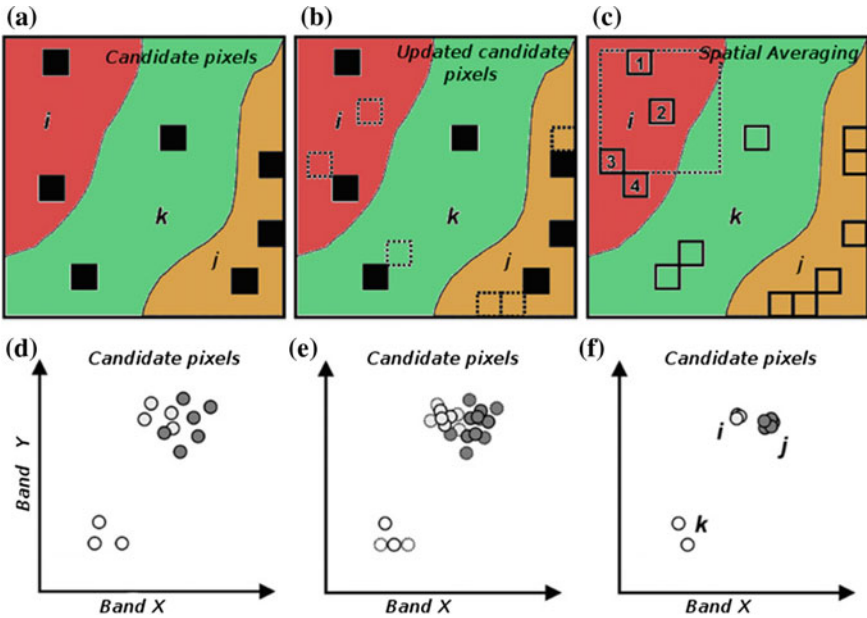 (a)
(b)
(c)
Candidate pixels
Updated candidate
pixels
Spatial Averaging
i
k
j
i
k
j
1
2
i
3
4
k
j
(d)
(e)
(f)
Candidate pixels
Candidate pixels
Candidate pixels
Band Y
i
j
k
Band X
Band X
Band X